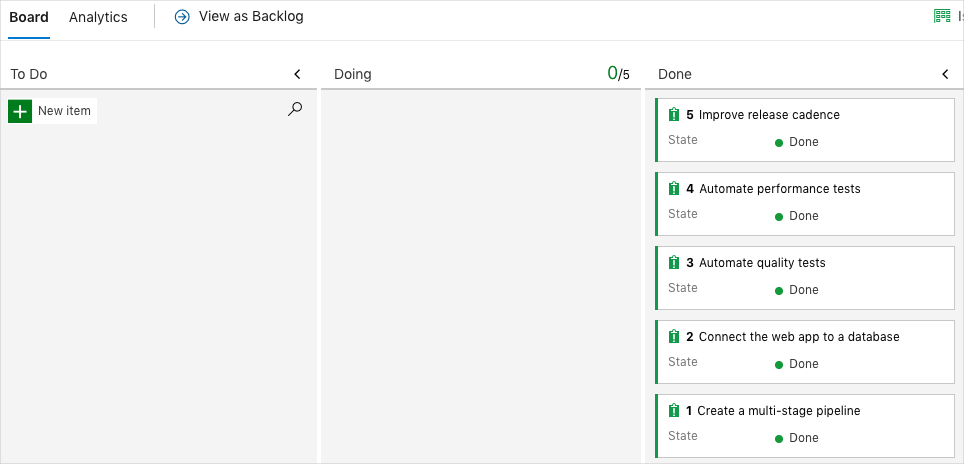 Board Analytics View as Backlog
To Do Doing 0/5 Done
New item
5 Improve release cadence
State Done
4 Automate performance tests
State Done
3 Automate quality tests
State Done
2 Connect the web app to a database
State Done
1 Create a multi-stage pipeline
State Done